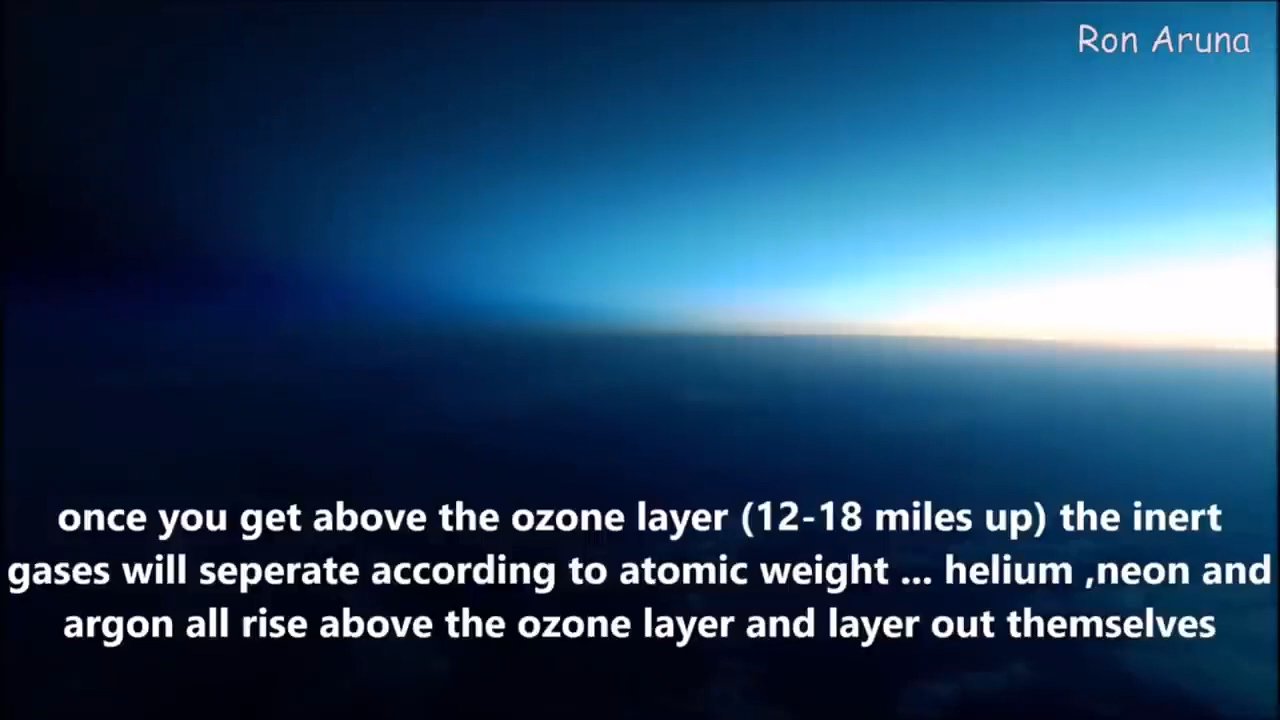 Ron Aruna
once you get above the ozone layer (12-18 miles up) the inert
gases will seperate according to atomic weight ... helium ,neon and
argon all rise above the ozone layer and layer out themselves